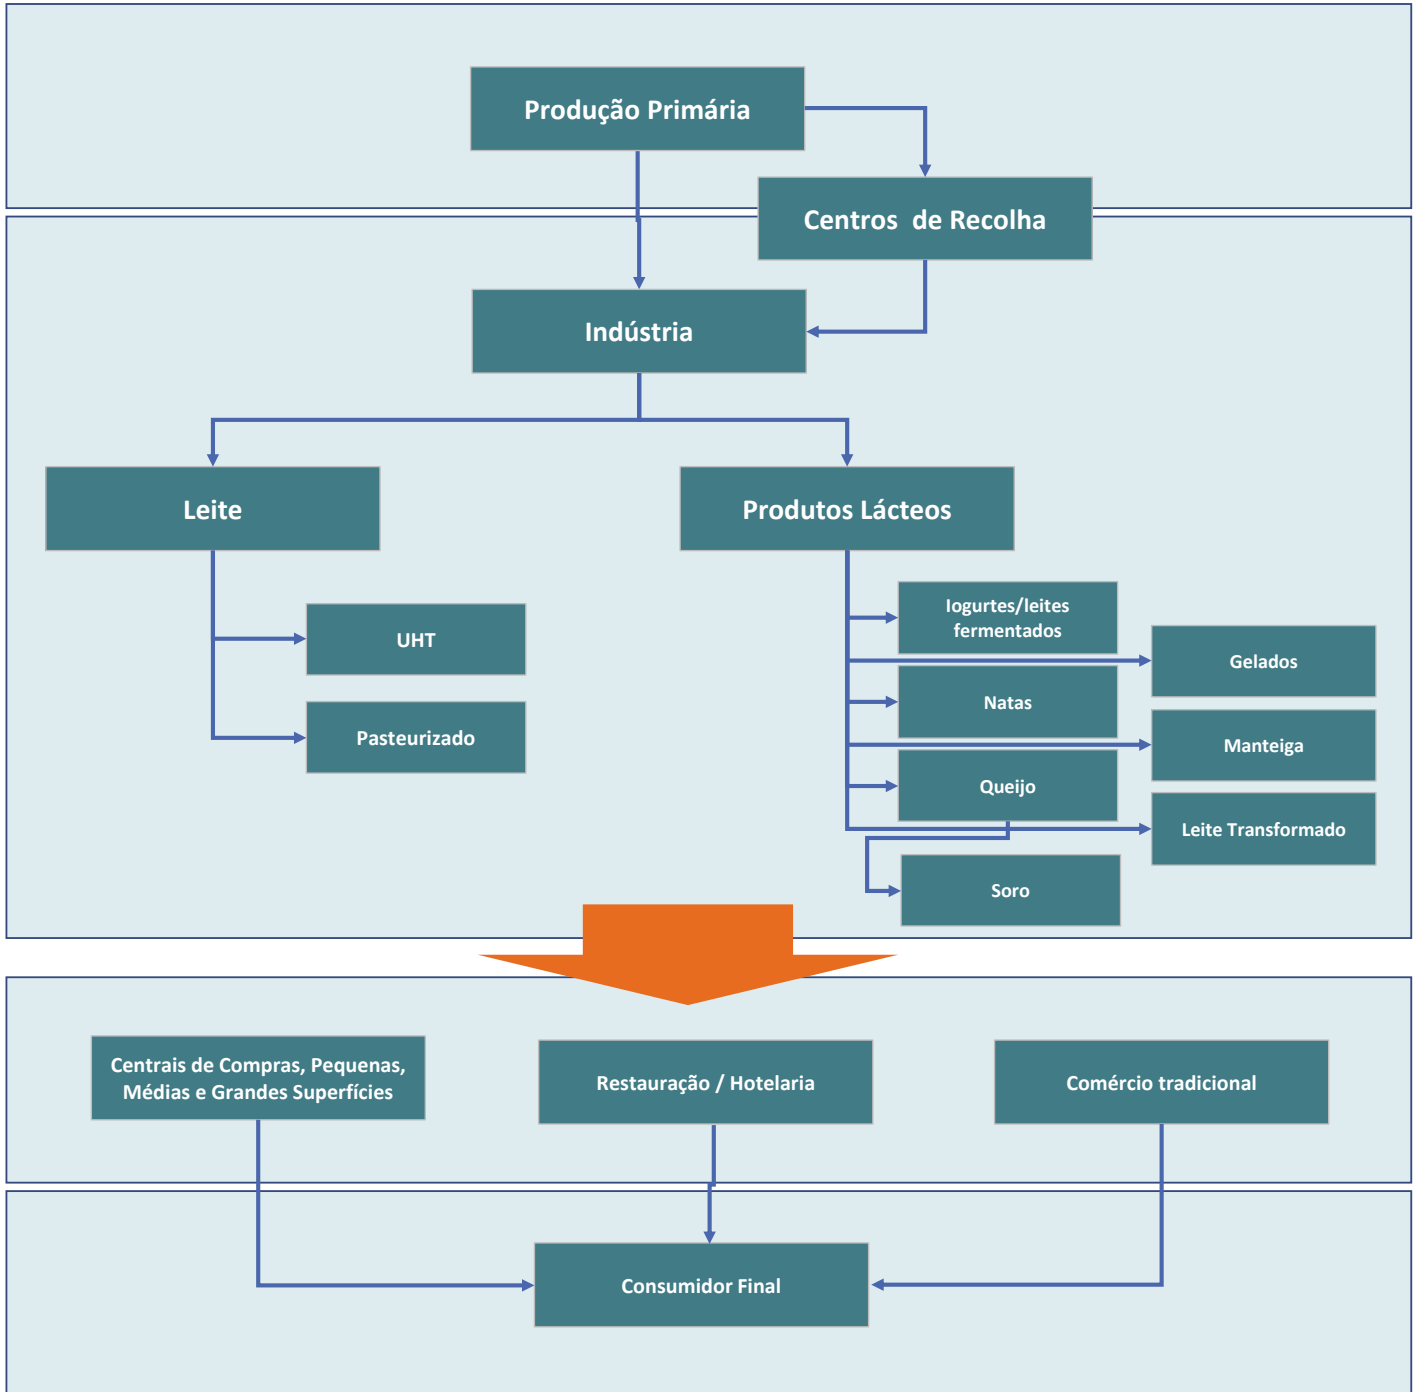 Produção Primária
Centros de Recolha
Indústria
Leite
Produtos Lácteos
Iogurtes/leites
fermentados
UHT
Gelados
Natas
Pasteurizado
Manteiga
Queijo
Leite Transformado
Soro
Centrais de Compras, Pequenas,
Médias e Grandes Superfícies
Restauração / Hotelaria
Comércio tradicional
Consumidor Final